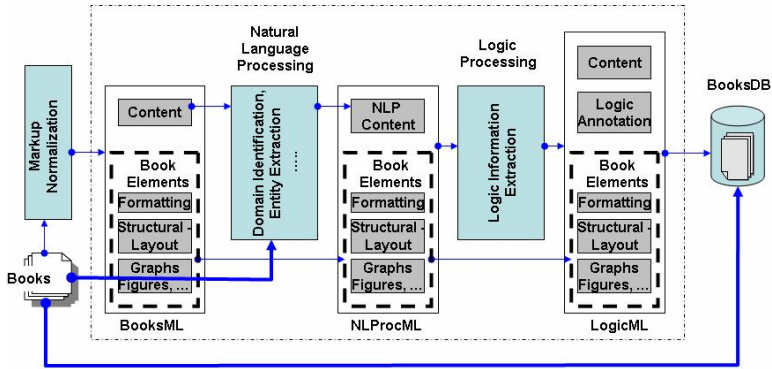 Natural
Language
Processing
Logic
Processing
BooksDB
Markup
Normalization
Content
Domain Identification,
Entity Extraction
.....
NLP
Content
Logic Information
Extraction
Content
Logic
Annotation
Book
Elements
Formatting
Structural -
Layout
Graphs
Figures, ...
Book
Elements
Formatting
Structural -
Layout
Graphs
Figures, ...
Book
Elements
Formatting
Structural -
Layout
Graphs
Figures, ...
Books
BooksML
NLProcML
LogicML